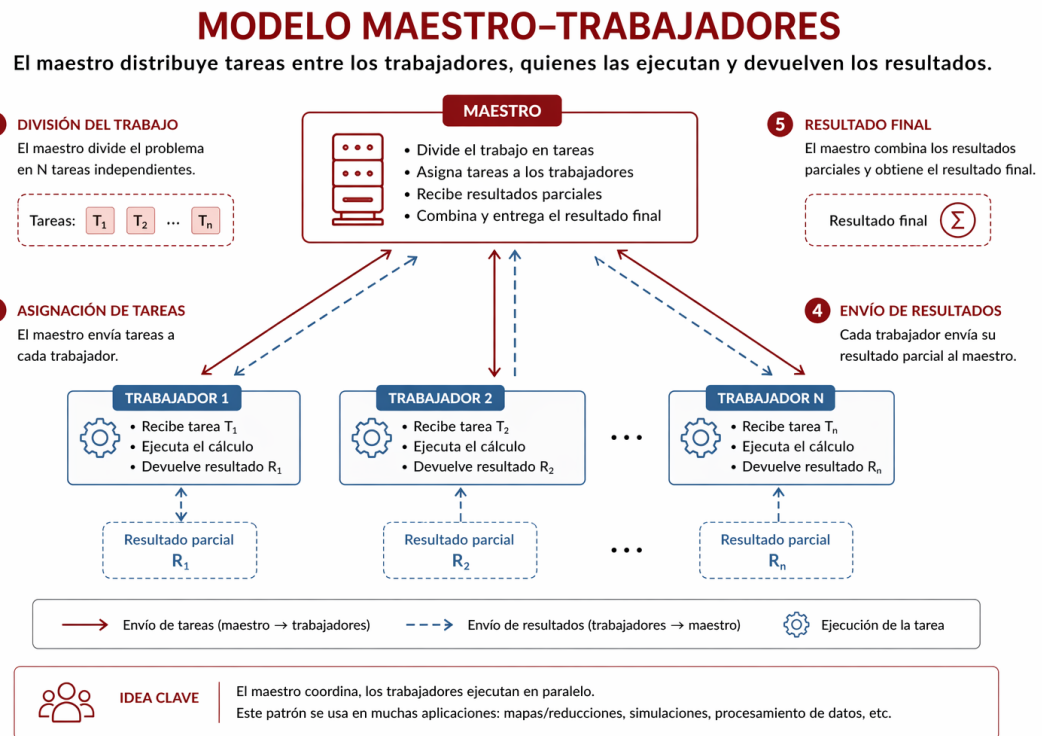 MODELO MAESTRO–TRABAJADORES
El maestro distribuye tareas entre los trabajadores, quienes las ejecutan y devuelven los resultados.
DIVISIÓN DEL TRABAJO
El maestro divide el problema
en N tareas independientes.
Tareas: T₁ T₂ ... Tₙ
MAESTRO
• Divide el trabajo en tareas
• Asigna tareas a los trabajadores
• Recibe resultados parciales
• Combina y entrega el resultado final
5 RESULTADO FINAL
El maestro combina los resultados
parciales y obtiene el resultado final.
Resultado final Σ
ASIGNACIÓN DE TAREAS
El maestro envía tareas a
cada trabajador.
4 ENVÍO DE RESULTADOS
Cada trabajador envía su
resultado parcial al maestro.
TRABAJADOR 1
• Recibe tarea T₁
• Ejecuta el cálculo
• Devuelve resultado R₁
TRABAJADOR 2
• Recibe tarea T₂
• Ejecuta el cálculo
• Devuelve resultado R₂
...
TRABAJADOR N
• Recibe tarea Tₙ
• Ejecuta el cálculo
• Devuelve resultado Rₙ
Resultado parcial
R₁
Resultado parcial
R₂
...
Resultado parcial
Rₙ
Envío de tareas (maestro → trabajadores)
Envío de resultados (trabajadores → maestro)
Ejecución de la tarea
IDEA CLAVE
El maestro coordina, los trabajadores ejecutan en paralelo.
Este patrón se usa en muchas aplicaciones: mapas/reducciones, simulaciones, procesamiento de datos, etc.